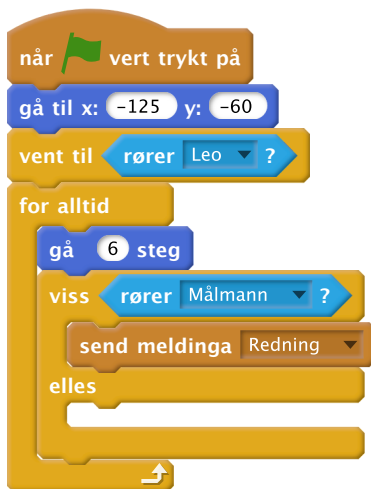 når vert trykt på
gå til x: -125 y: -60
vent til rører Leo ?
for alltid
gå 6 steg
viss rører Målmann ?
send meldinga Redning
elles